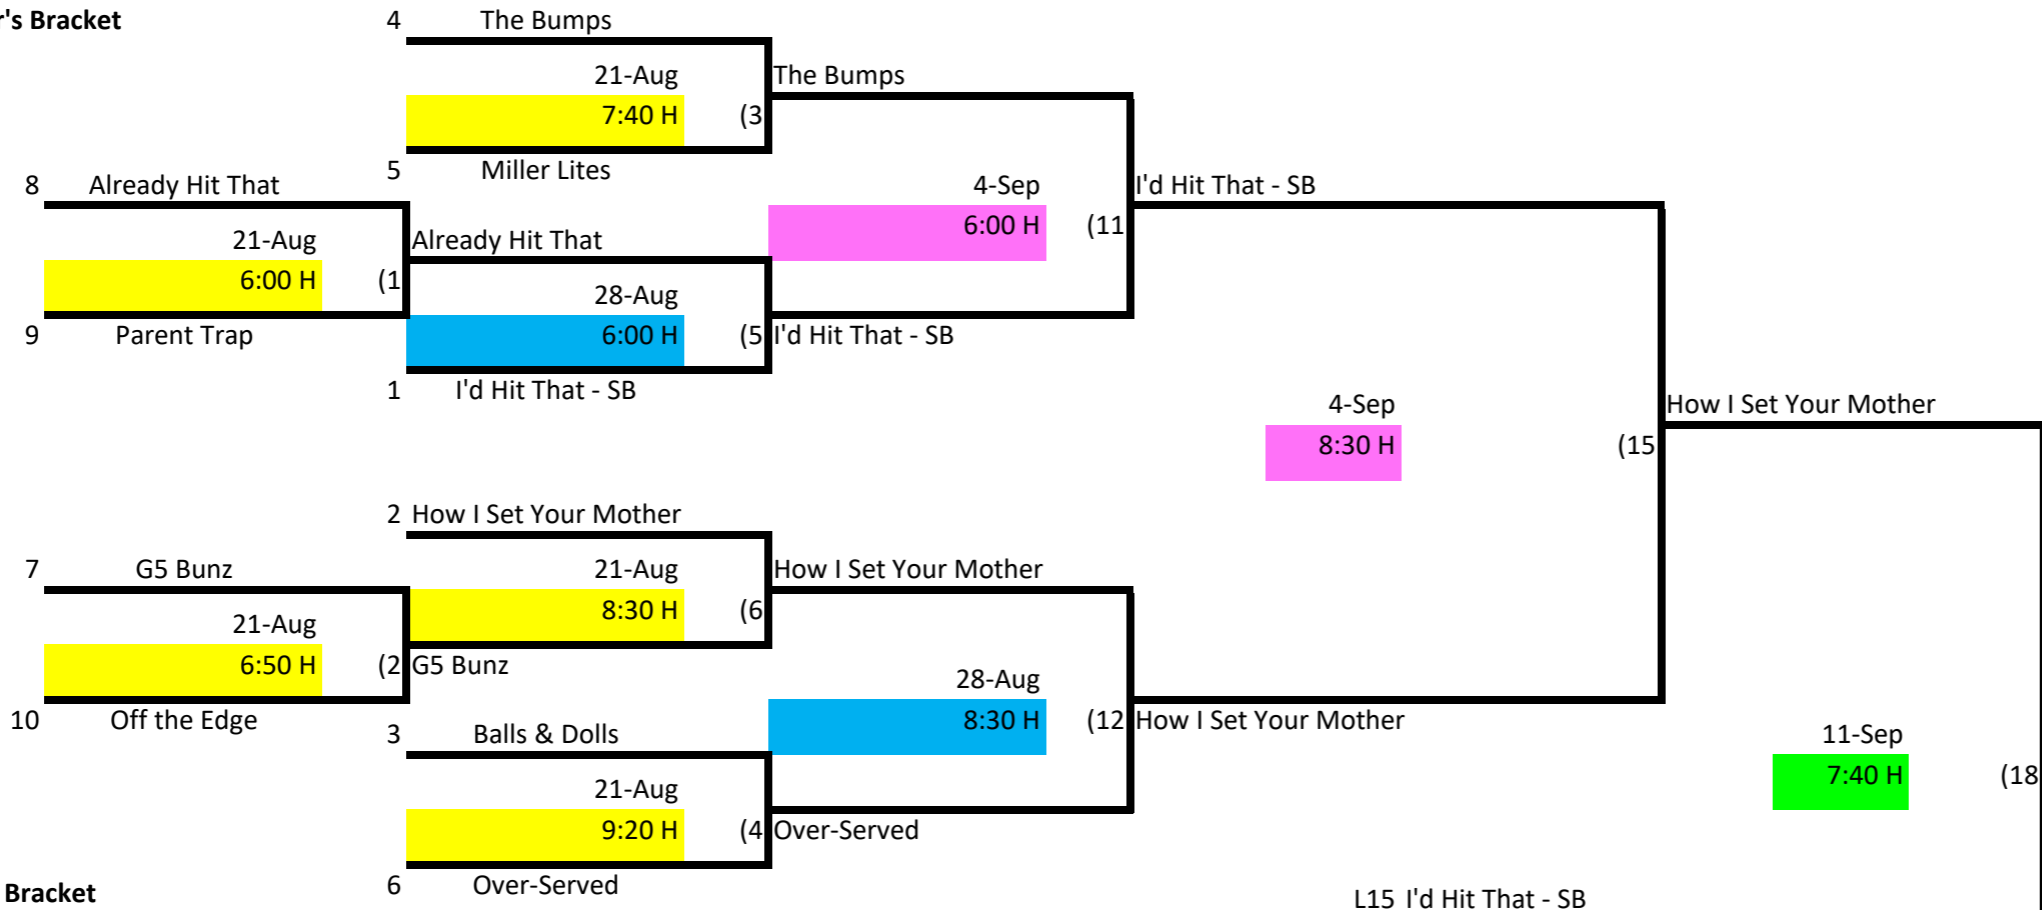 r's Bracket
4 The Bumps
21-Aug The Bumps
7:40 H (3
5 Miller Lites
8 Already Hit That
4-Sep I'd Hit That - SB
6:00 H (11
21-Aug Already Hit That
6:00 H (1
28-Aug
9 Parent Trap
6:00 H (5 I'd Hit That - SB
1 I'd Hit That - SB
4-Sep How I Set Your Mother
8:30 H (15
2 How I Set Your Mother
7 G5 Bunz
21-Aug How I Set Your Mother
8:30 H (6
21-Aug
6:50 H (2 G5 Bunz
28-Aug
10 Off the Edge
8:30 H (12 How I Set Your Mother
3 Balls & Dolls
11-Sep
7:40 H (18
21-Aug
9:20 H (4 Over-Served
6 Over-Served
Bracket
L15 I'd Hit That - SB